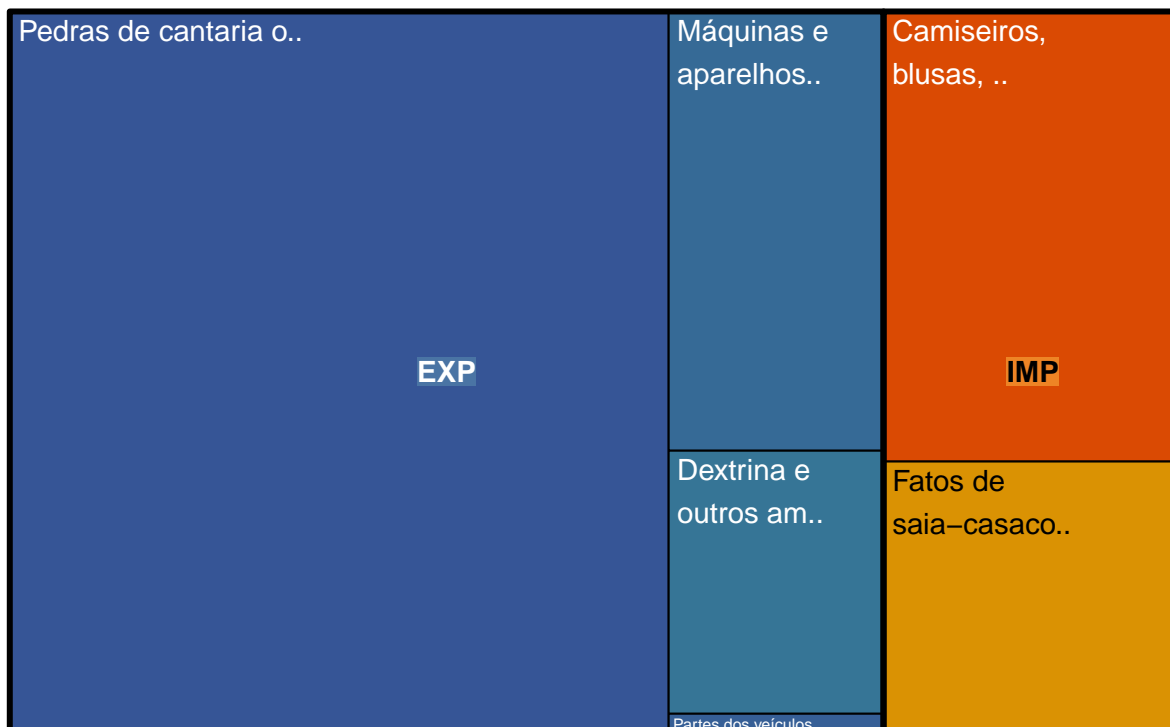 Pedras de cantaria o..
Máquinas e
aparelhos..
Camiseiros,
blusas, ..
EXP
IMP
Dextrina e
outros am..
Fatos de
saia−casaco..
Partes dos veículos